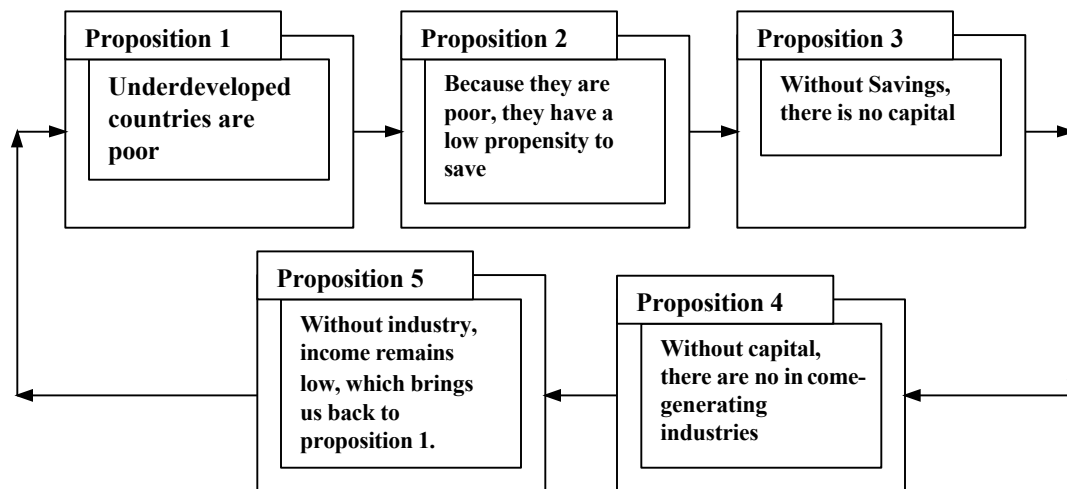 Proposition 1
Underdeveloped
countries are
poor
Proposition 2
Because they are
poor, they have a
low propensity to
save
Proposition 3
Without Savings,
there is no capital
Proposition 4
Without capital,
there are no in come-
generating
industries
Proposition 5
Without industry,
income remains
low, which brings
us back to
proposition 1.